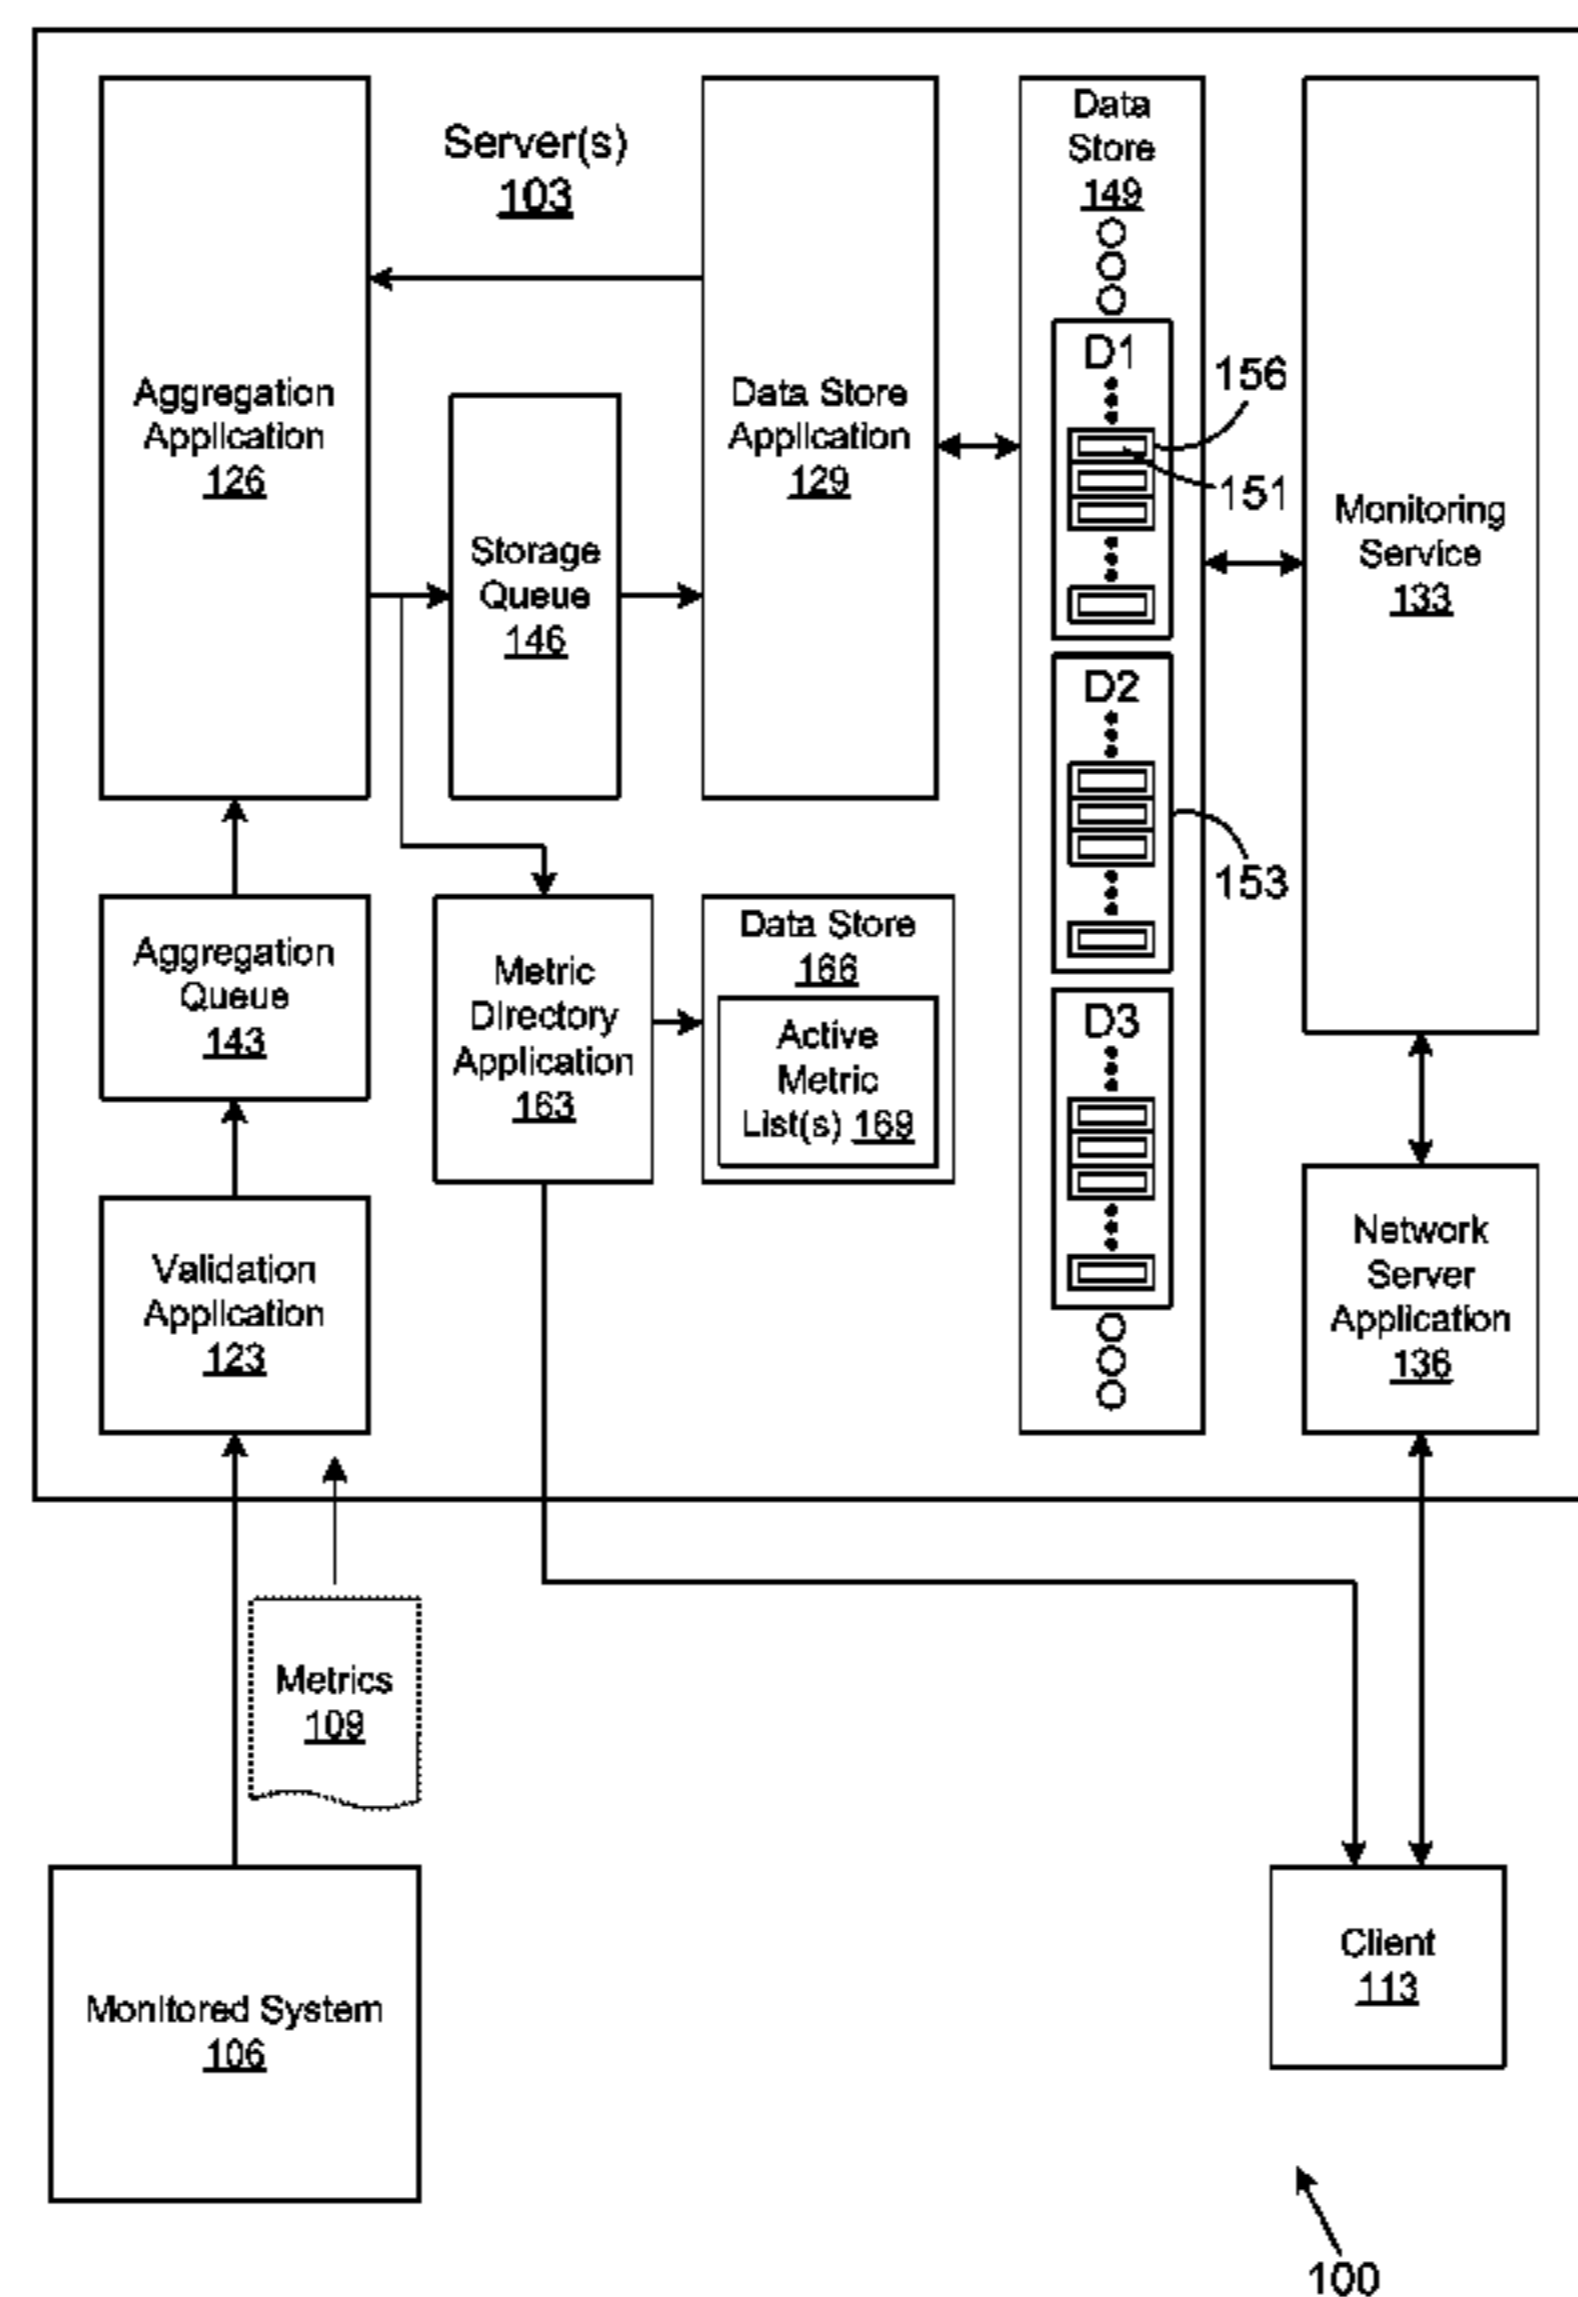 Server(s)
103
Aggregation
Application
126
Storage
Queue
146
Data Store
Application
129
Data
Store
149
D1
156
151
D2
153
D3
Monitoring
Service
133
Aggregation
Queue
143
Metric
Directory
Application
163
Data Store
166
Active
Metric
List(s) 169
Validation
Application
123
Network
Server
Application
136
Metrics
109
Monitored System
106
Client
113
100